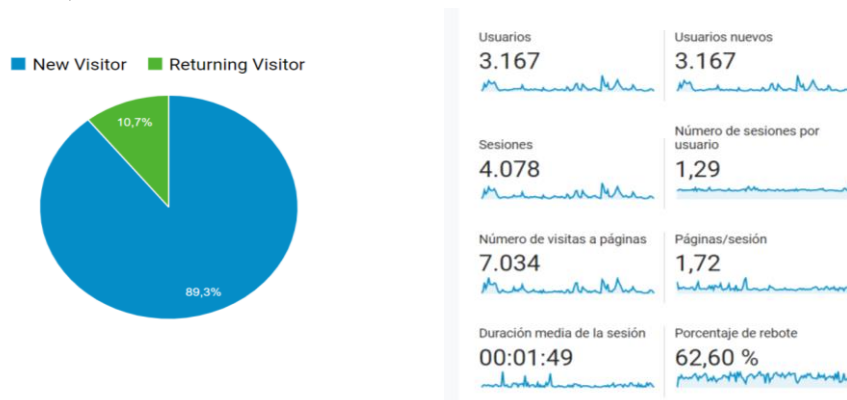 New Visitor
Returning Visitor
10,7%
89,3%
Usuarios
3.167
Usuarios nuevos
3.167
Sesiones
4.078
Número de sesiones por
usuario
1,29
Número de visitas a páginas
7.034
Páginas/sesión
1,72
Duración media de la sesión
00:01:49
Porcentaje de rebote
62,60 %